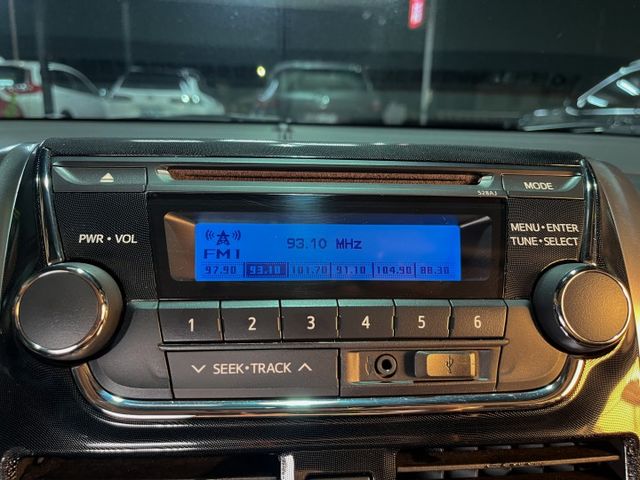 528AJ
MODE
PWR • VOL
93.10 MHz
FM1
97.90 93.10 101.70 91.10 104.90 88.30
MENU • ENTER
TUNE • SELECT
1 2 3 4 5 6
SEEK • TRACK